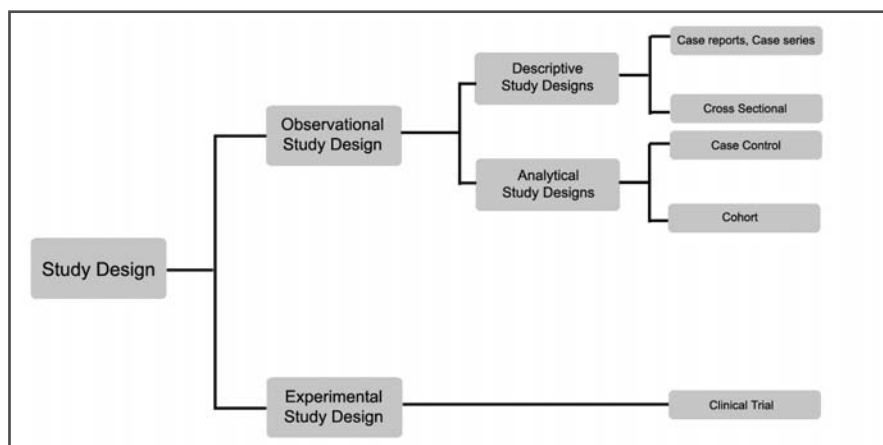 Case reports, Case series
Descriptive
Study Designs
Cross Sectional
Observational
Study Design
Case Control
Analytical
Study Designs
Cohort
Study Design
Experimental
Study Design
Clinical Trial